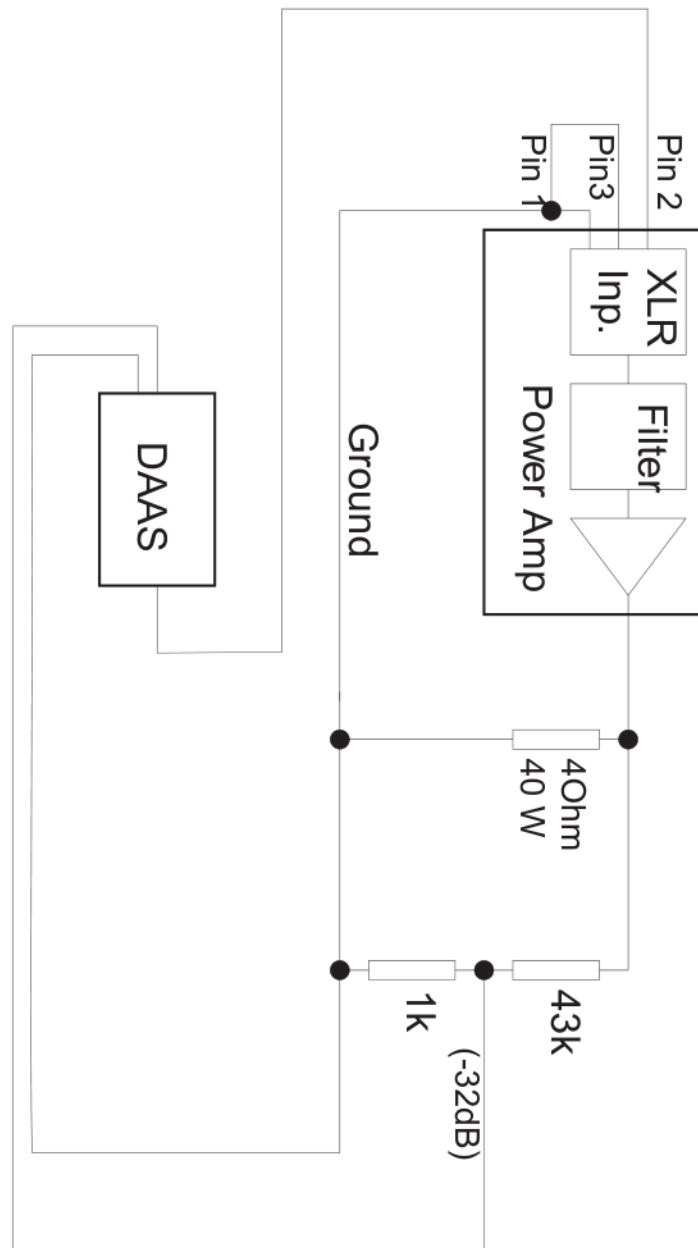 Pin 1
Pin3
Pin 2
XLR
Inp.
Filter
Power Amp
DAAS
Ground
4Ohm
40 W
43k
1k
(-32dB)